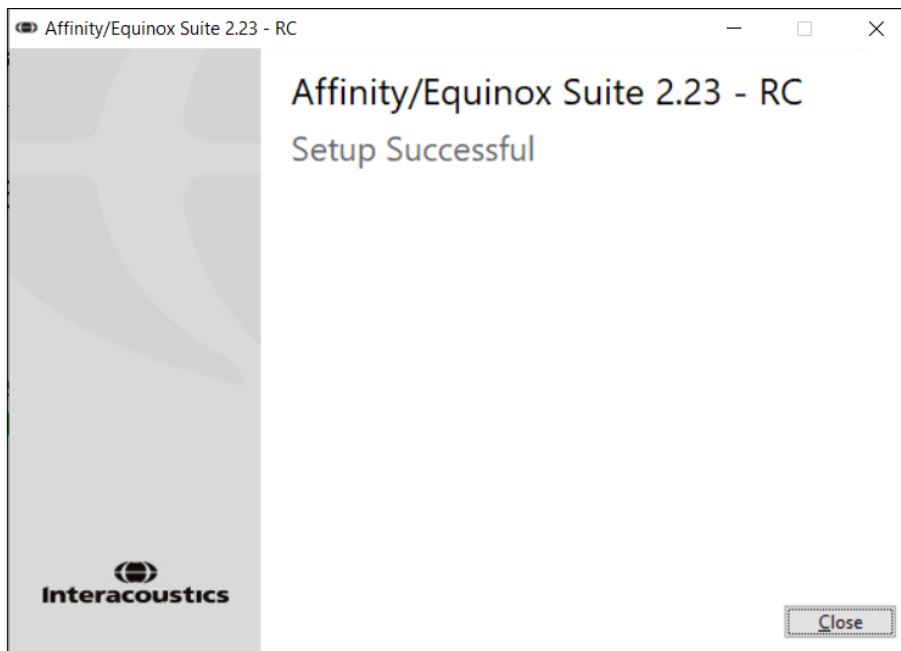 Affinity/Equinox Suite 2.23 - RC
Affinity/Equinox Suite 2.23 - RC
Setup Successful
Interacoustics
Close